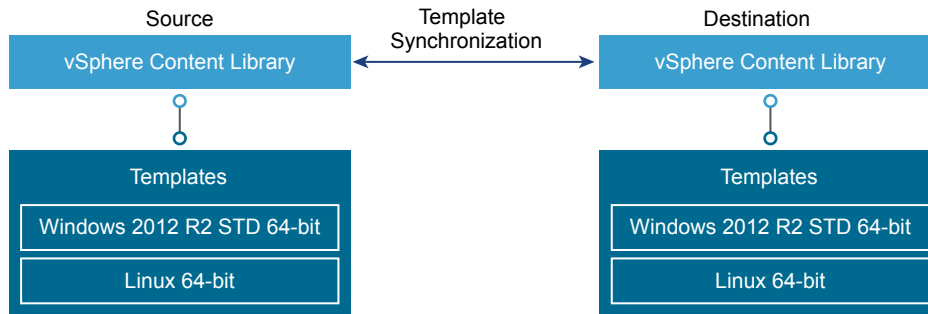 Source
Template
Synchronization
Destination
vSphere Content Library
vSphere Content Library
Templates
Windows 2012 R2 STD 64-bit
Linux 64-bit
Templates
Windows 2012 R2 STD 64-bit
Linux 64-bit